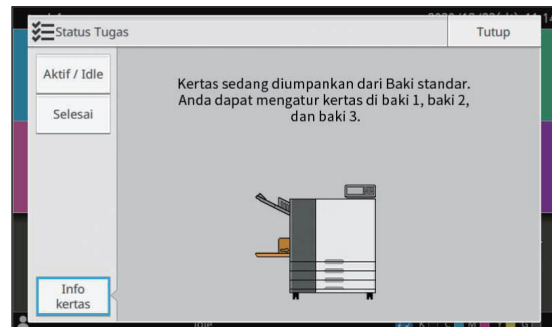 Status Tugas
Tutup
Aktif / Idle
Selesai
Kertas sedang diumpankan dari Baki standar.
Anda dapat mengatur kertas di baki 1, baki 2,
dan baki 3.
Info
kertas